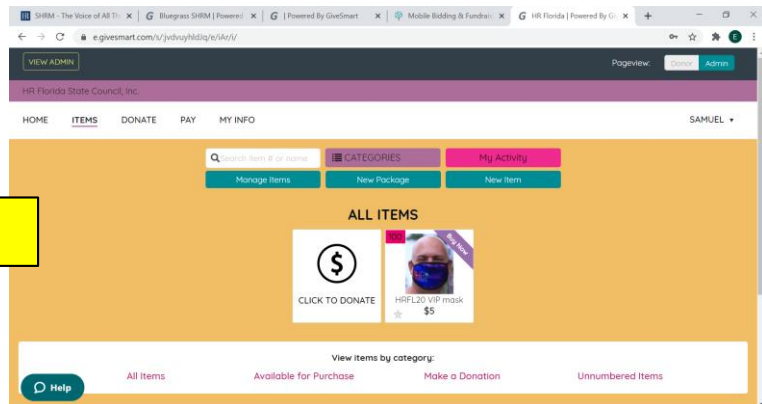 SHRM - The Voice of All Th
Bluegrass SHRM | Powered
| Powered By GiveSmart
Mobile Bidding & Fundrais
HR Florida | Powered By Gi
e.givesmart.com/s/:jvdvuyhldJq/e/iAr/i/
VIEW ADMIN
Pageview:
Donor
Admin
HR Florida State Council, Inc.
HOME
ITEMS
DONATE
PAY
MY INFO
SAMUEL
Search item # or name
CATEGORIES
My Activity
Manage Items
New Package
New Item
ALL ITEMS
100
Buy Now
CLICK TO DONATE
HRFL20 VIP mask
$5
View items by category:
All Items
Available for Purchase
Make a Donation
Unnumbered Items
Help